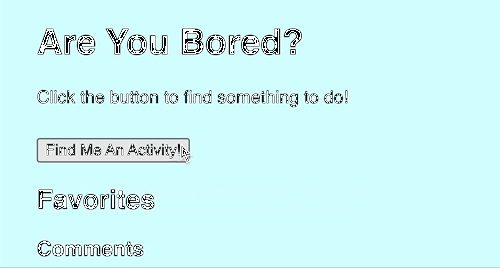 Are You Bored?
Click the button to find something to do!
Find Me An Activity!
Favorites
Comments